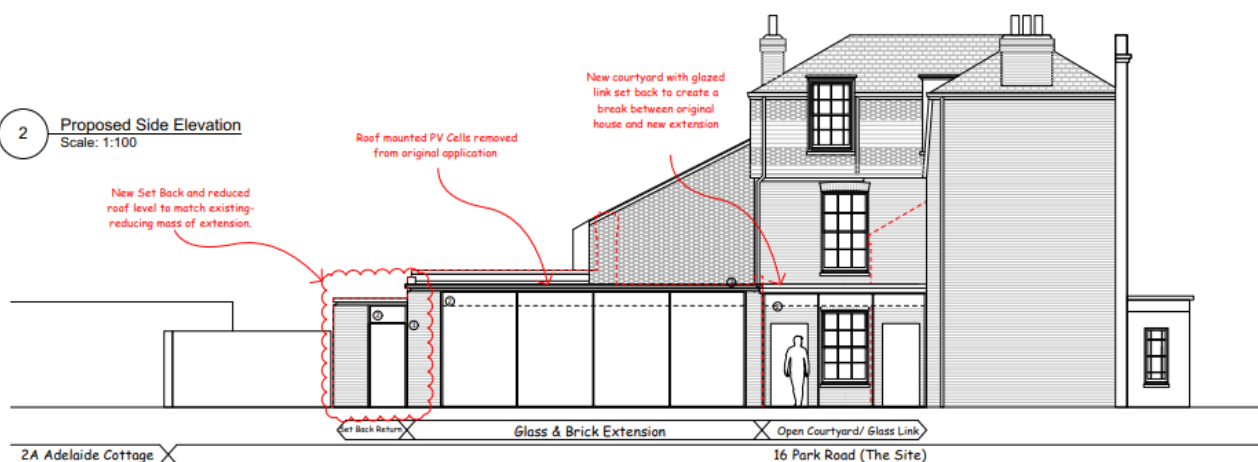 2
Proposed Side Elevation
Scale: 1:100
New Set Back and reduced
roof level to match existing-
reducing mass of extension.
Roof mounted PV Cells removed
from original application
New courtyard with glazed
link set back to create a
break between original
house and new extension
Set Back Return
Glass & Brick Extension
Open Courtyard/ Glass Link
2A Adelaide Cottage
16 Park Road (The Site)